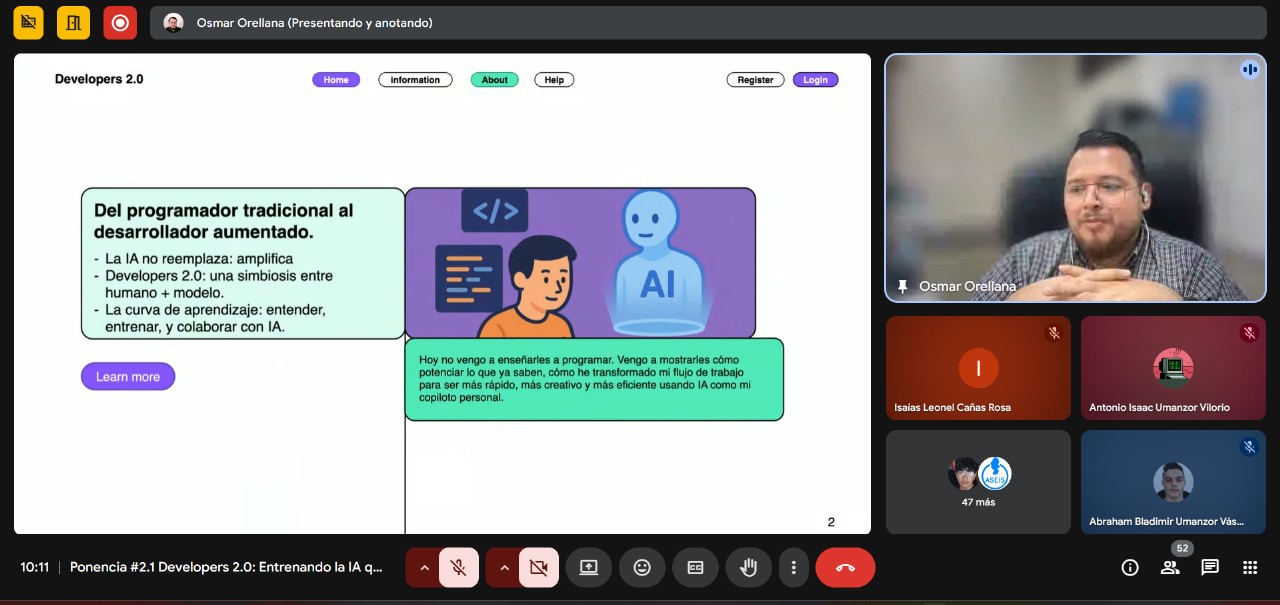 Osmar Orellana (Presentando y anotando)
Developers 2.0
Home
information
About
Help
Register
Login
Del programador tradicional al
desarrollador aumentado.
- La IA no reemplaza: amplifica
- Developers 2.0: una simbiosis entre
humano + modelo.
- La curva de aprendizaje: entender,
entrenar, y colaborar con IA.
Learn more
</>
AI
Hoy no vengo a enseñarles a programar. Vengo a mostrarles cómo
potenciar lo que ya saben, cómo he transformado mi flujo de trabajo
para ser más rápido, más creativo y más eficiente usando IA como mi
copiloto personal.
2
Osmar Orellana
I
Isaías Leonel Cañas Rosa
Antonio Isaac Umanzor Vilorio
ASEIS
47 más
Abraham Bladimir Umanzor Vás...
10:11
Ponencia #2.1 Developers 2.0: Entrenando la IA q...
CC
52